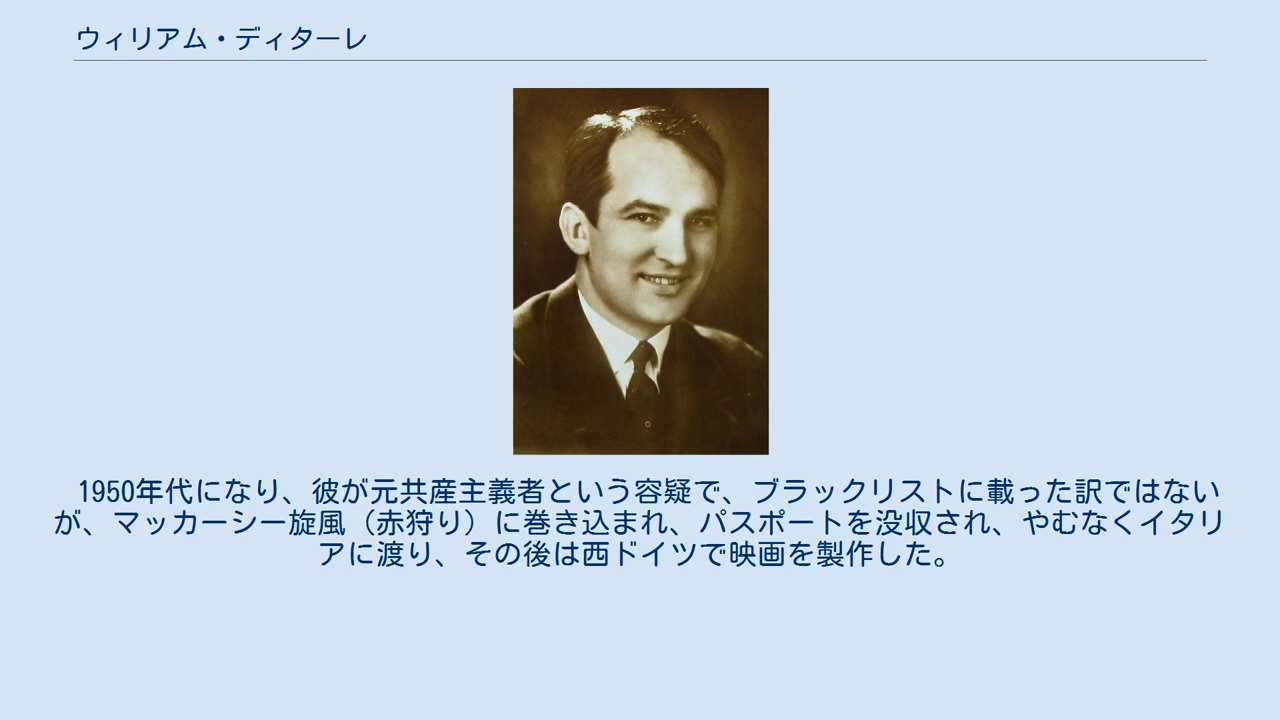 ウィリアム・ディターレ
1950年代になり、彼が元共産主義者という容疑で、ブラックリストに載った訳ではない
が、マッカーシー旋風（赤狩り）に巻き込まれ、パスポートを没収され、やむなくイタリ
アに渡り、その後は西ドイツで映画を製作した。